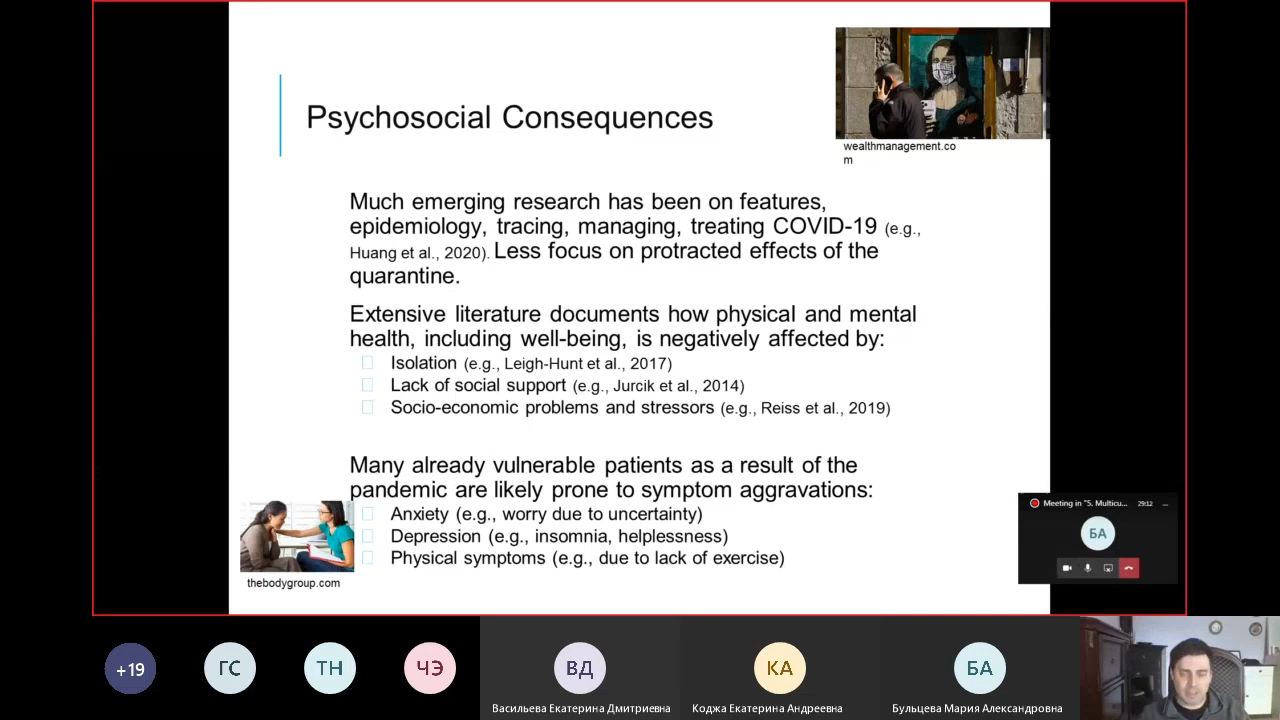 Psychosocial Consequences
wealthmanagement.co
m
Much emerging research has been on features,
epidemiology, tracing, managing, treating COVID-19 (e.g.,
Huang et al., 2020). Less focus on protracted effects of the
quarantine.
Extensive literature documents how physical and mental
health, including well-being, is negatively affected by:
Isolation (e.g., Leigh-Hunt et al., 2017)
Lack of social support (e.g., Jurcik et al., 2014)
Socio-economic problems and stressors (e.g., Reiss et al., 2019)
Many already vulnerable patients as a result of the
pandemic are likely prone to symptom aggravations:
Anxiety (e.g., worry due to uncertainty)
Depression (e.g., insomnia, helplessness)
Physical symptoms (e.g., due to lack of exercise)
thebodygroup.com
Meeting in "5. Multicu... 29:12 ...
БА
+19
ГС
ТН
ЧЭ
ВД
КА
БА
Васильева Екатерина Дмитриевна
Коджа Екатерина Андреевна
Бульцева Мария Александровна